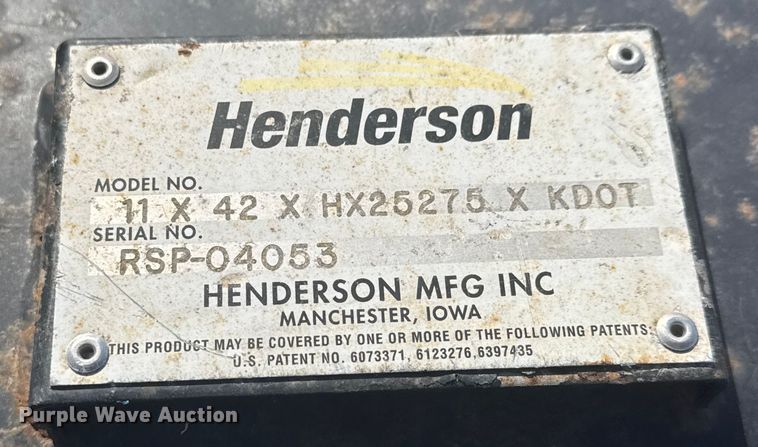 Henderson
MODEL NO.
11 X 42 X HX25275 X KDOT
SERIAL NO.
RSP-04053
HENDERSON MFG INC
MANCHESTER, IOWA
THIS PRODUCT MAY BE COVERED BY ONE OR MORE OF THE FOLLOWING PATENTS:
U.S. PATENT NO. 6073371, 6123276,6397435
Purple Wave Auction